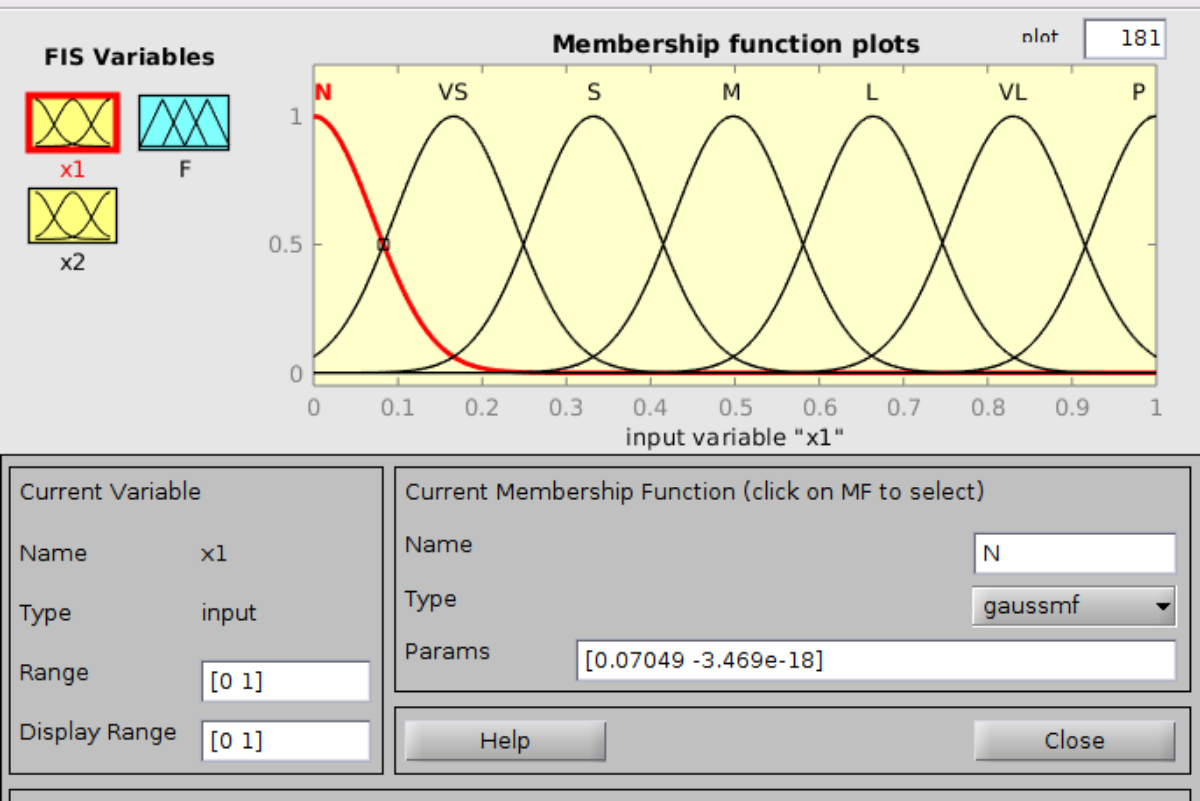 FIS Variables
Membership function plots
plot
181
x1
F
x2
N VS S M L VL P
1
0.5
0
0 0.1 0.2 0.3 0.4 0.5 0.6 0.7 0.8 0.9 1
input variable "x1"
Current Variable
Name x1
Type input
Range [0 1]
Display Range [0 1]
Current Membership Function (click on MF to select)
Name N
Type gaussmf
Params [0.07049 -3.469e-18]
Help Close